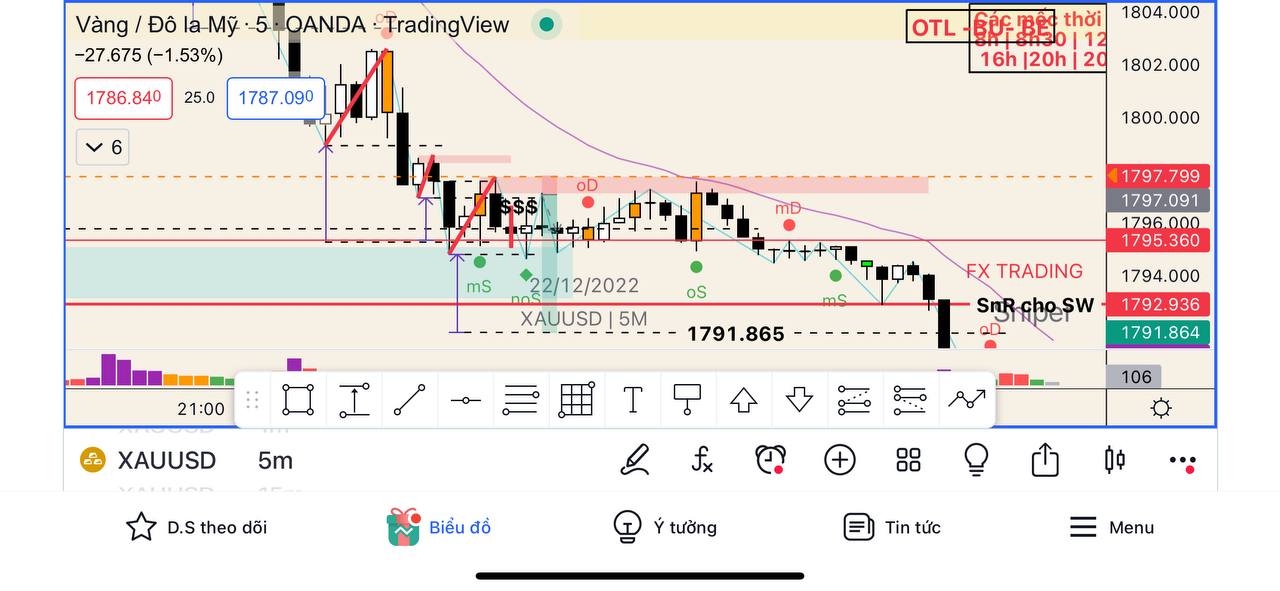 Vàng / Đô la Mỹ · 5 · OANDA · TradingView
−27.675 (−1.53%)
1786.840
25.0
1787.090
6
OTL -BU- BE
Các mốc thời
8h | 8h30 | 12
16h |20h | 20
1804.000
1802.000
1800.000
1797.799
1797.091
1796.000
1795.360
1794.000
1792.936
1791.864
106
oD
$$$
oD
mD
mS
noS
oS
mS
22/12/2022
XAUUSD | 5M
FX TRADING
SnR cho SW
Sniper
oD
1791.865
21:00
T
XAUUSD
5m
D.S theo dõi
Biểu đồ
Ý tường
Tin tức
Menu